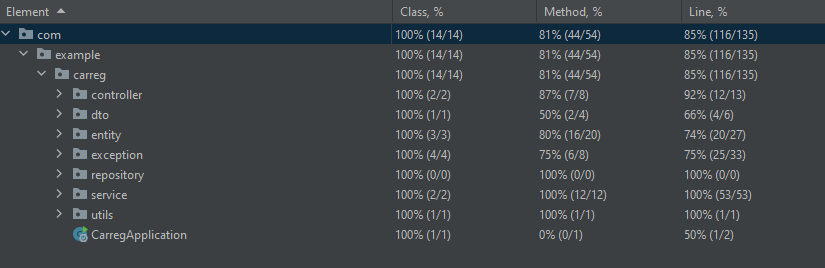 Element Class, % Method, % Line, %
com 100% (14/14) 81% (44/54) 85% (116/135)
example 100% (14/14) 81% (44/54) 85% (116/135)
carreg 100% (14/14) 81% (44/54) 85% (116/135)
controller 100% (2/2) 87% (7/8) 92% (12/13)
dto 100% (1/1) 50% (2/4) 66% (4/6)
entity 100% (3/3) 80% (16/20) 74% (20/27)
exception 100% (4/4) 75% (6/8) 75% (25/33)
repository 100% (0/0) 100% (0/0) 100% (0/0)
service 100% (2/2) 100% (12/12) 100% (53/53)
utils 100% (1/1) 100% (1/1) 100% (1/1)
CarregApplication 100% (1/1) 0% (0/1) 50% (1/2)